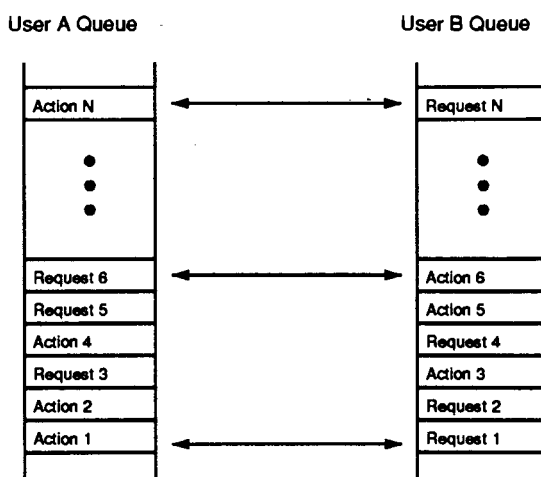 User A Queue
User B Queue
Action N
Request N
Request 6
Action 6
Request 5
Action 5
Action 4
Request 4
Request 3
Action 3
Action 2
Request 2
Action 1
Request 1